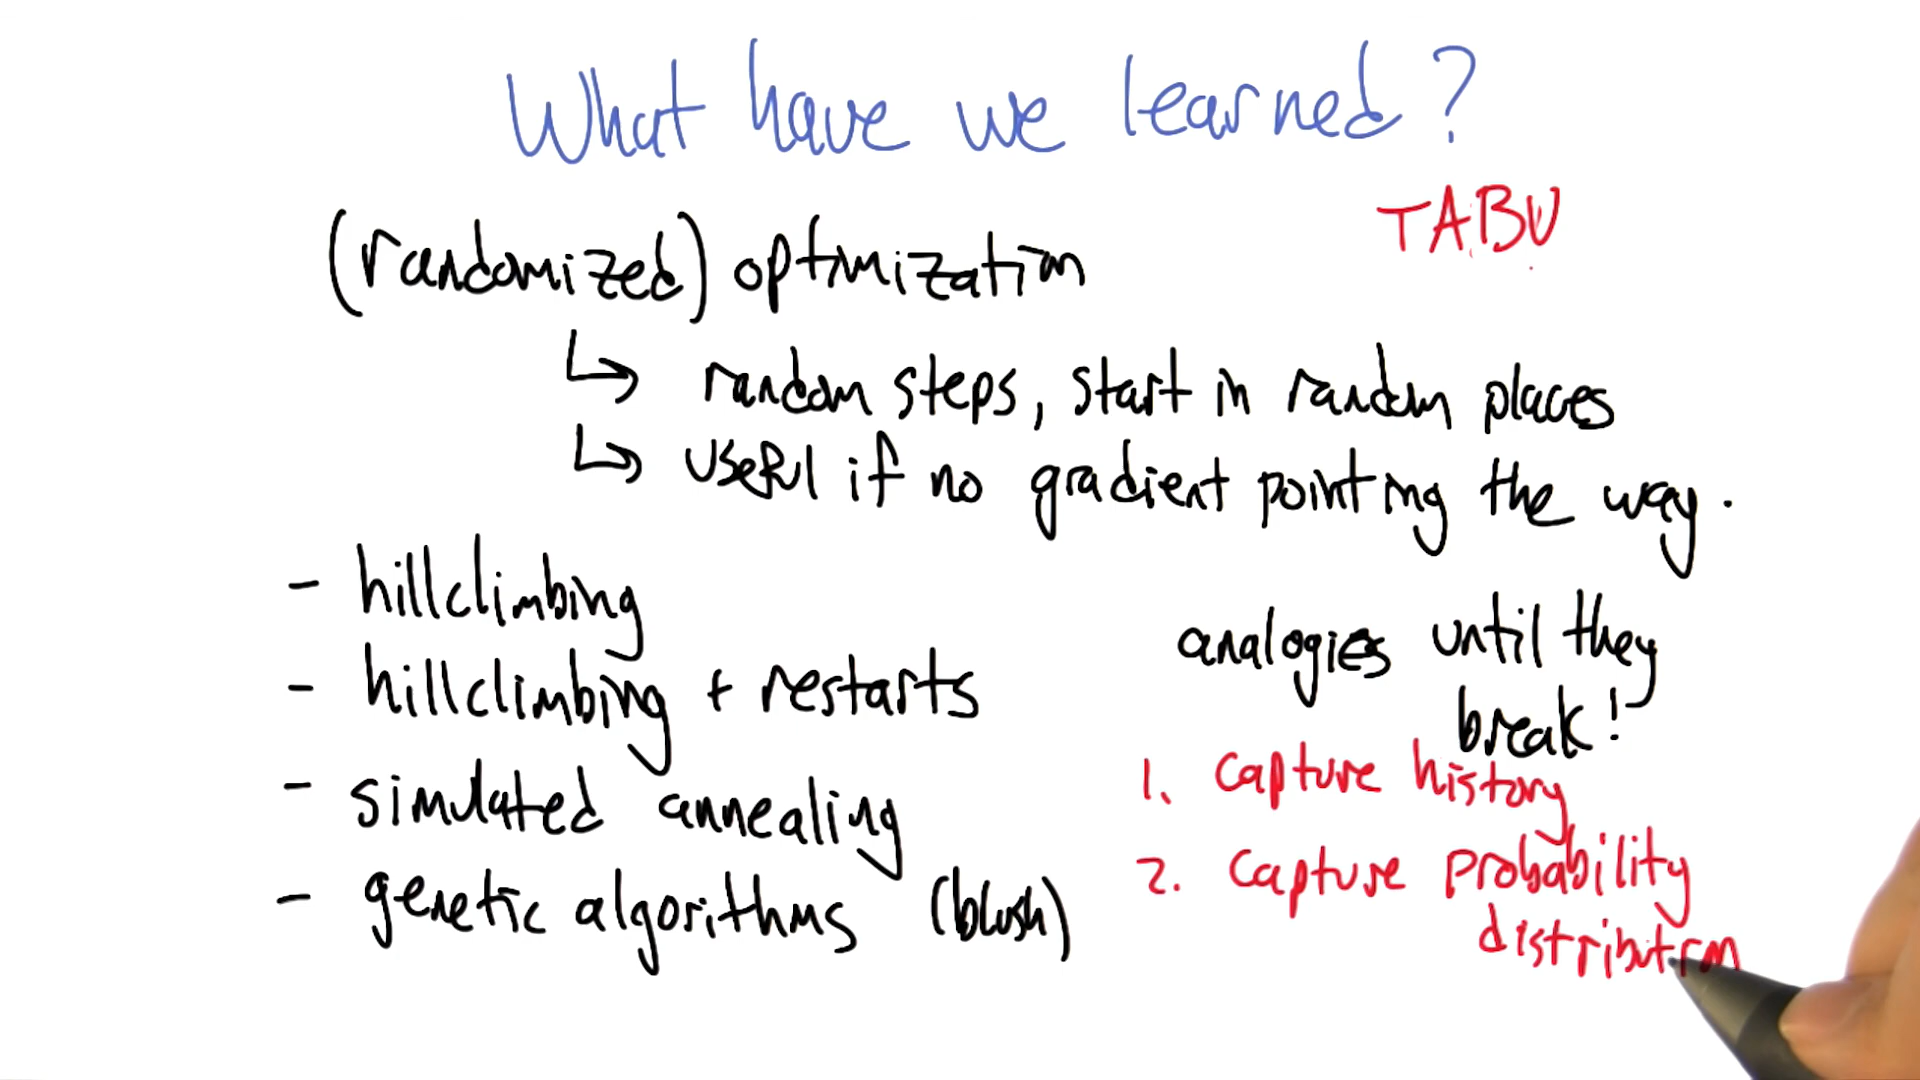 What have we learned?
TABU
(randomized) optimization
↳ random steps, start in random places
↳ useful if no gradient pointing the way.
- hillclimbing
- hillclimbing + restarts
- simulated annealing
- genetic algorithms (blush)
analogies until they
break!
1. capture history
2. capture probability
distribution